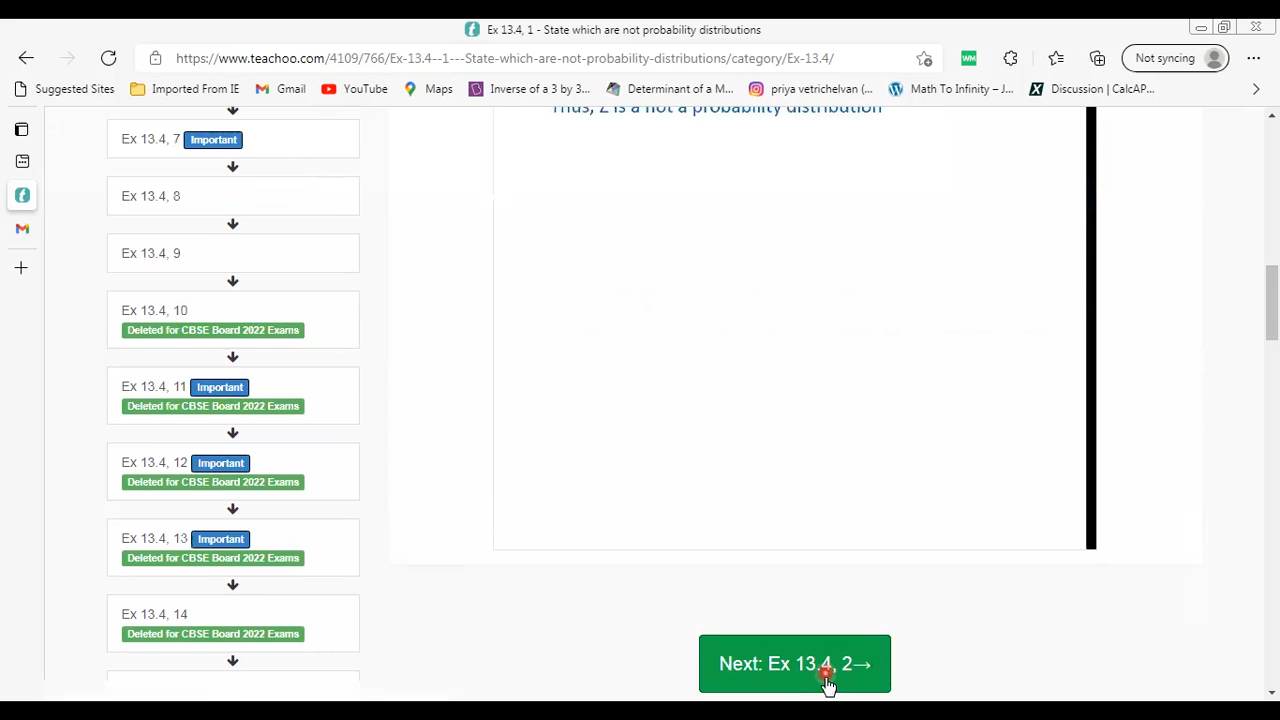 Ex 13.4, 1 - State which are not probability distributions
https://www.teachoo.com/4109/766/Ex-13.4--1---State-which-are-not-probability-distributions/category/Ex-13.4/
WM
Not syncing
Suggested Sites
Imported From IE
Gmail
YouTube
Maps
Inverse of a 3 by 3...
Determinant of a M...
priya vetrichelvan (...
Math To Infinity – J...
Discussion | CalcAP...
Thus, Z is a not a probability distribution
Ex 13.4, 7 Important
Ex 13.4, 8
Ex 13.4, 9
Ex 13.4, 10
Deleted for CBSE Board 2022 Exams
Ex 13.4, 11 Important
Deleted for CBSE Board 2022 Exams
Ex 13.4, 12 Important
Deleted for CBSE Board 2022 Exams
Ex 13.4, 13 Important
Deleted for CBSE Board 2022 Exams
Ex 13.4, 14
Deleted for CBSE Board 2022 Exams
Next: Ex 13.4, 2→